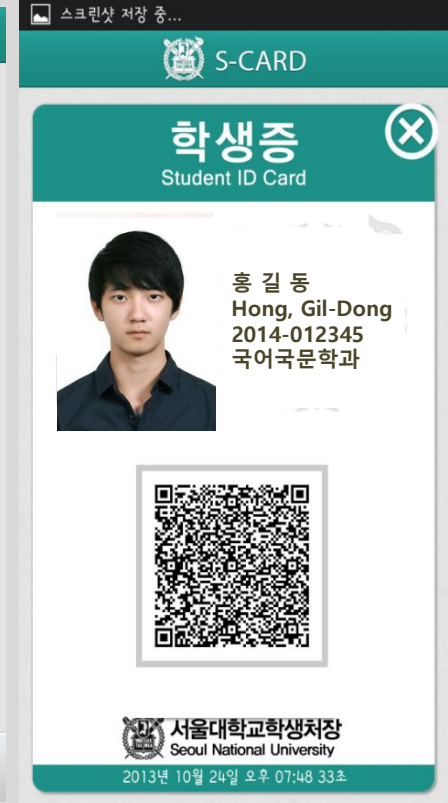 스크린샷 저장 중...
S-CARD
학생증
Student ID Card
홍 길 동
Hong, Gil-Dong
2014-012345
국어국문학과
서울대학교학생처장
Seoul National University
2013년 10월 24일 오후 07:48 33초